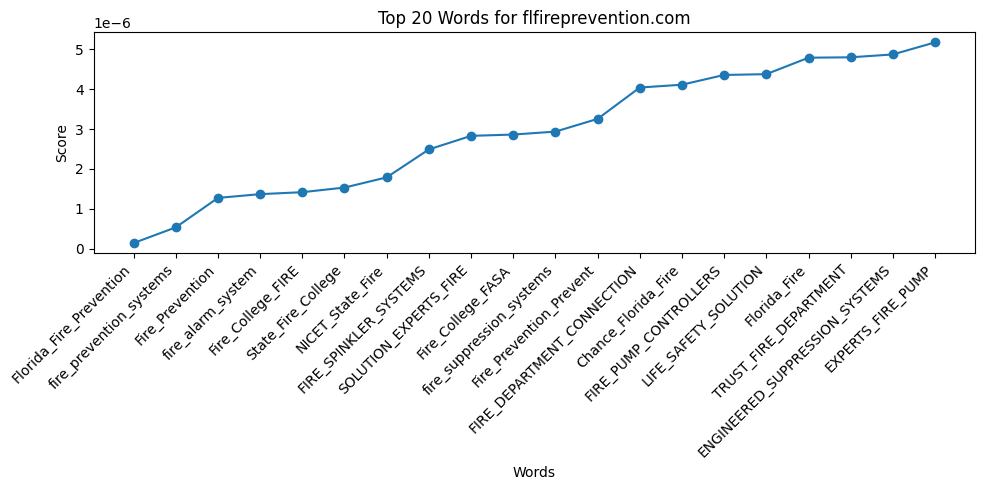 Top 20 Words for flfireprevention.com
1e−6
5
4
3
2
1
0
Score
Florida_Fire_Prevention
fire_prevention_systems
Fire_Prevention
fire_alarm_system
Fire_College_FIRE
State_Fire_College
NICET_State_Fire
FIRE_SPINKLER_SYSTEMS
SOLUTION_EXPERTS_FIRE
Fire_College_FASA
fire_suppression_systems
Fire_Prevention_Prevent
FIRE_DEPARTMENT_CONNECTION
Chance_Florida_Fire
FIRE_PUMP_CONTROLLERS
LIFE_SAFETY_SOLUTION
Florida_Fire
TRUST_FIRE_DEPARTMENT
ENGINEERED_SUPPRESSION_SYSTEMS
EXPERTS_FIRE_PUMP
Words